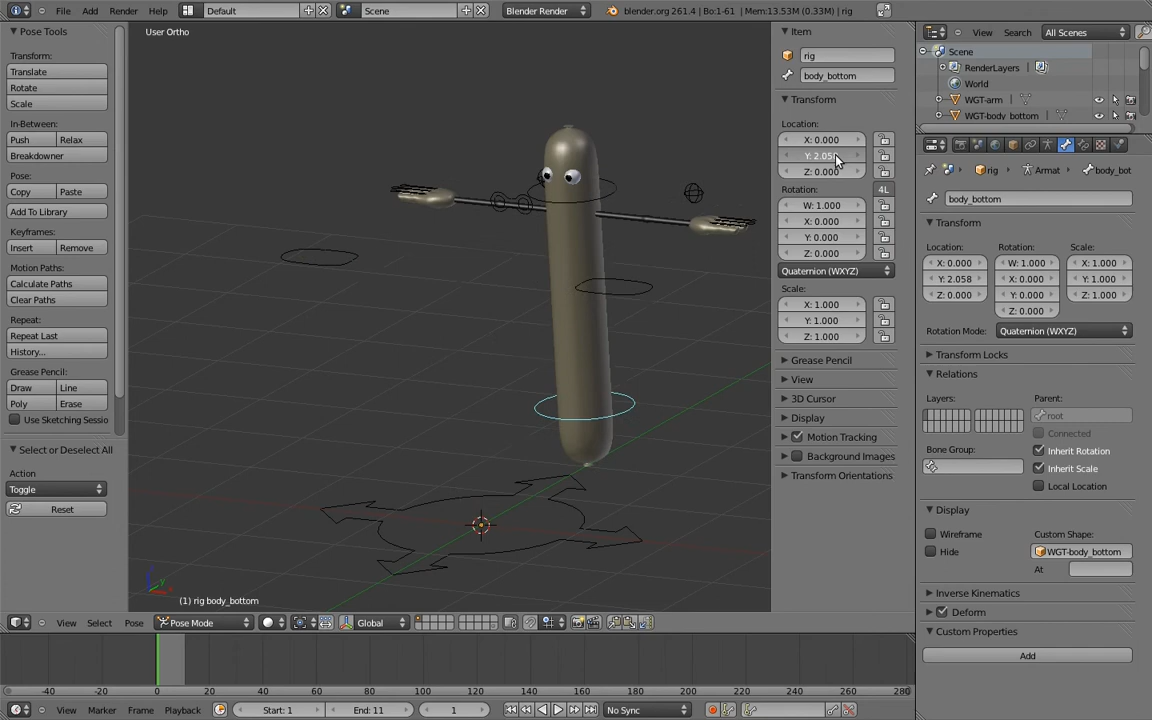 File Add Render Help Default Scene Blender Render blender.org 261.4 | Bo:1-61 | Mem:13.53M (0.33M) | rig
Pose Tools
Transform:
Translate
Rotate
Scale
In-Between:
Push Relax
Breakdowner
Pose:
Copy Paste
Add To Library
Keyframes:
Insert Remove
Motion Paths:
Calculate Paths
Clear Paths
Repeat:
Repeat Last
History...
Grease Pencil:
Draw Line
Poly Erase
Use Sketching Sessio
Select or Deselect All
Action
Toggle
Reset
User Ortho
(1) rig body_bottom
Item
rig
body_bottom
Transform
Location:
X: 0.000
Y: 2.05
Z: 0.000
Rotation: 4L
W: 1.000
X: 0.000
Y: 0.000
Z: 0.000
Quaternion (WXYZ)
Scale:
X: 1.000
Y: 1.000
Z: 1.000
Grease Pencil
View
3D Cursor
Display
Motion Tracking
Background Images
Transform Orientations
View Search All Scenes
Scene
RenderLayers
World
WGT-arm
WGT-body_bottom
rig Armat body_bot
body_bottom
Transform
Location: Rotation: Scale:
X: 0.000 W: 1.000 X: 1.000
Y: 2.058 X: 0.000 Y: 1.000
Z: 0.000 Y: 0.000 Z: 1.000
Z: 0.000
Rotation Mode: Quaternion (WXYZ)
Transform Locks
Relations
Layers: Parent:
root
Connected
Bone Group: Inherit Rotation
Inherit Scale
Local Location
Display
Wireframe Custom Shape:
Hide WGT-body_bottom
At
Inverse Kinematics
Deform
Custom Properties
Add
View Select Pose Pose Mode Global
-40 -20 0 20 40 60 80 100 120 140 160 180 200 220 240 260 280
View Marker Frame Playback Start: 1 End: 11 1 No Sync